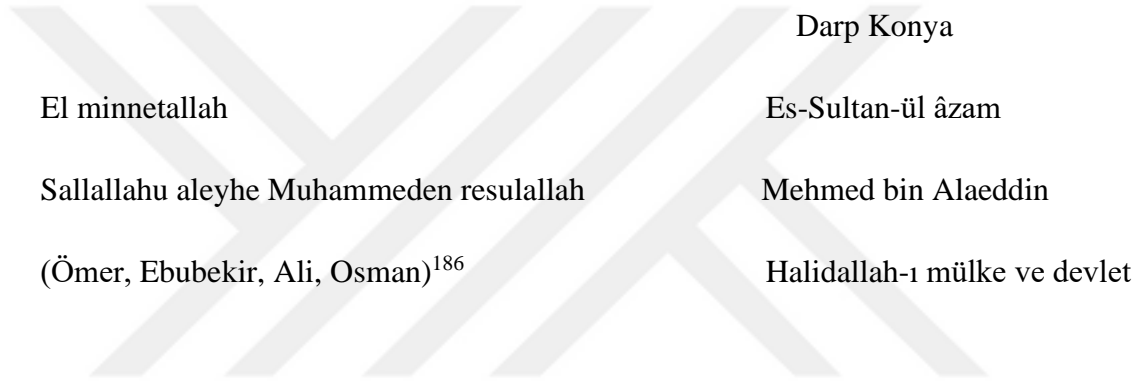 Darp Konya
El minnetallah Es-Sultan-ül âzam
Sallallahu aleyhe Muhammeden resulallah Mehmed bin Alaeddin
(Ömer, Ebubekir, Ali, Osman)186 Halidallah-ı mülke ve devlet